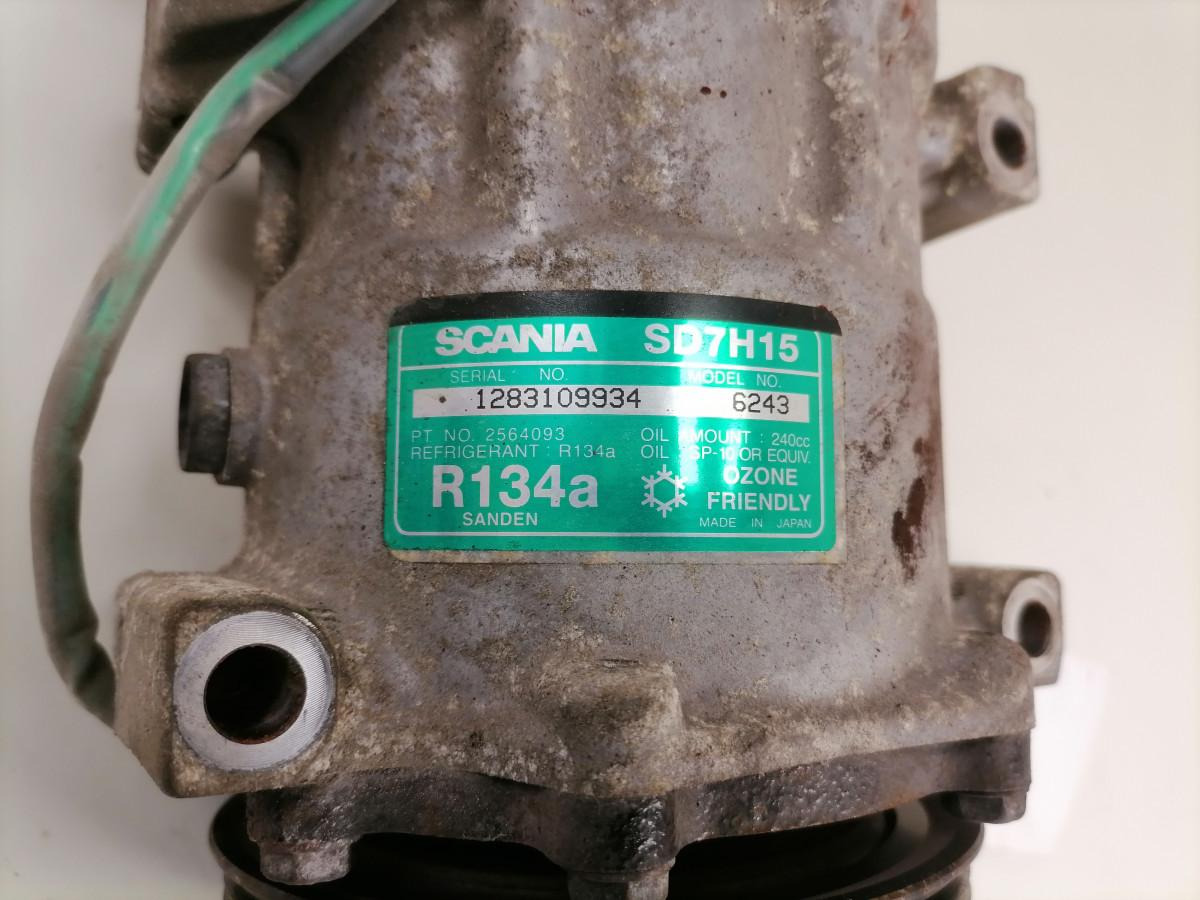 SCANIA SD7H15
SERIAL NO. MODEL NO.
1283109934 6243
PT NO. 2564093 OIL AMOUNT : 240cc
REFRIGERANT : R134a OIL :SP-10 OR EQUIV.
R134a OZONE
FRIENDLY
SANDEN MADE IN JAPAN